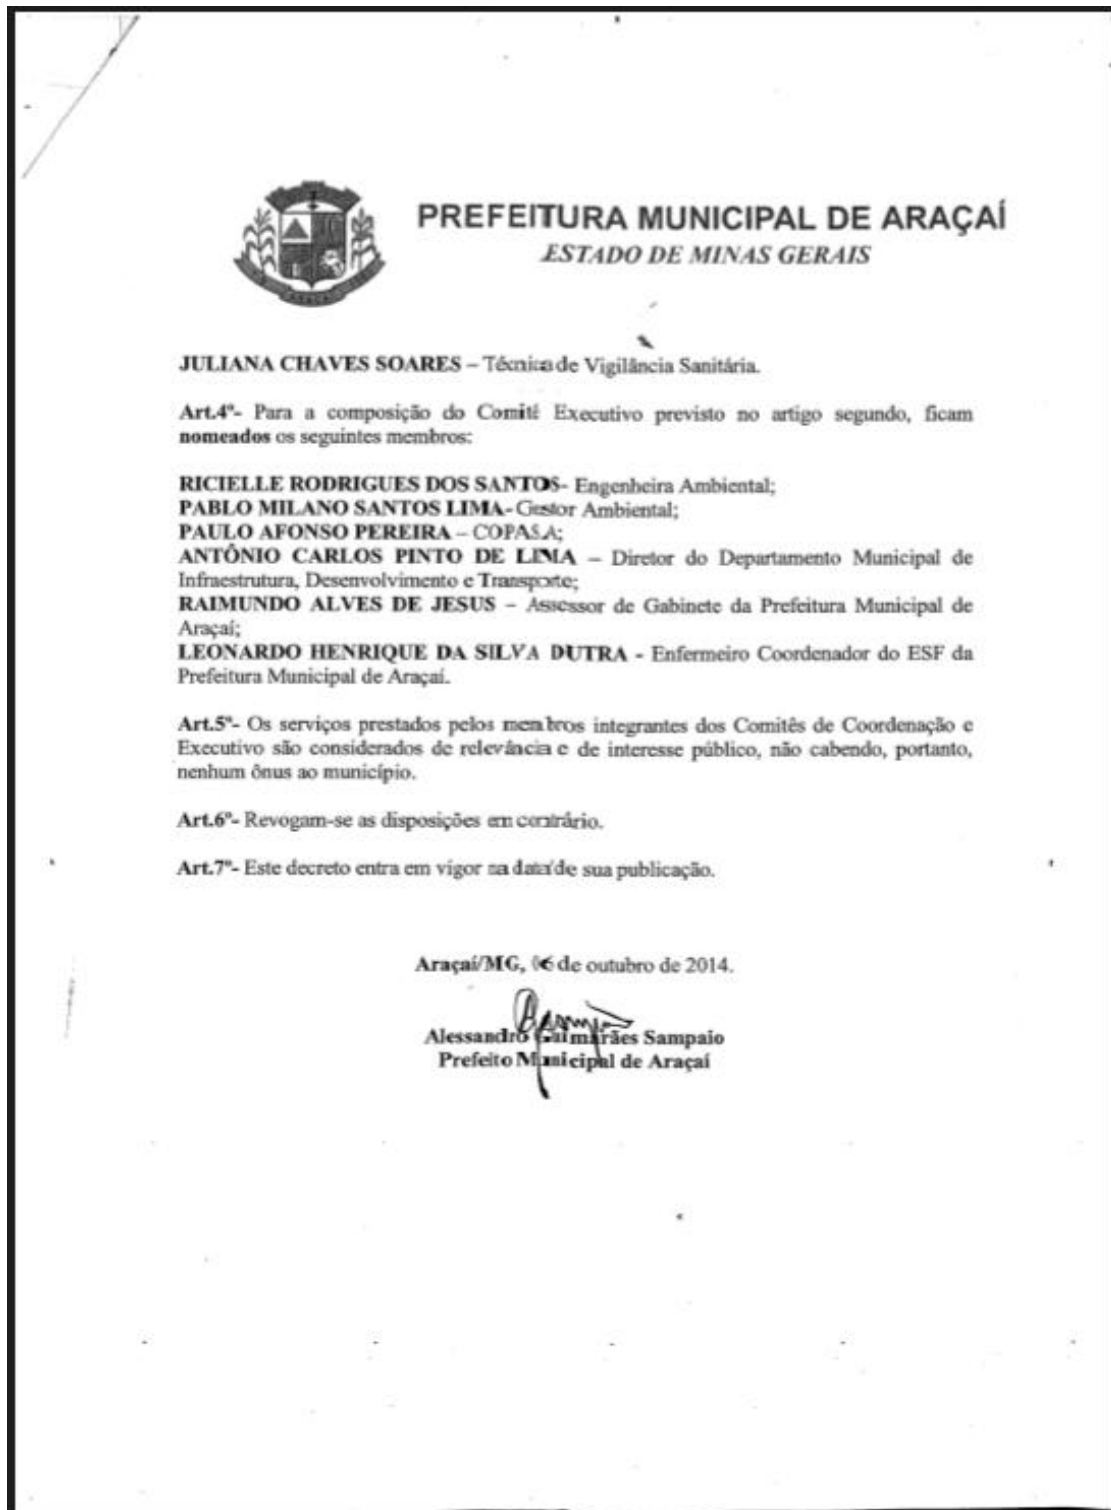 PREFEITURA MUNICIPAL DE ARAÇAÍ
ESTADO DE MINAS GERAIS
JULIANA CHAVES SOARES – Técnica de Vigilância Sanitária.
Art.4º- Para a composição do Comitê Executivo previsto no artigo segundo, ficam
nomeados os seguintes membros:
RICIELLE RODRIGUES DOS SANTOS- Engenheira Ambiental;
PABLO MILANO SANTOS LIMA- Gestor Ambiental;
PAULO AFONSO PEREIRA – COPASA;
ANTÔNIO CARLOS PINTO DE LIMA – Diretor do Departamento Municipal de
Infraestrutura, Desenvolvimento e Transporte;
RAIMUNDO ALVES DE JESUS – Assessor de Gabinete da Prefeitura Municipal de
Araçaí;
LEONARDO HENRIQUE DA SILVA DUTRA - Enfermeiro Coordenador do ESF da
Prefeitura Municipal de Araçaí.
Art.5º- Os serviços prestados pelos membros integrantes dos Comitês de Coordenação e
Executivo são considerados de relevância e de interesse público, não cabendo, portanto,
nenhum ônus ao município.
Art.6º- Revogam-se as disposições em contrário.
Art.7º- Este decreto entra em vigor na data de sua publicação.
Araçaí/MG, 06 de outubro de 2014.
Alessandro Guimarães Sampaio
Prefeito Municipal de Araçaí